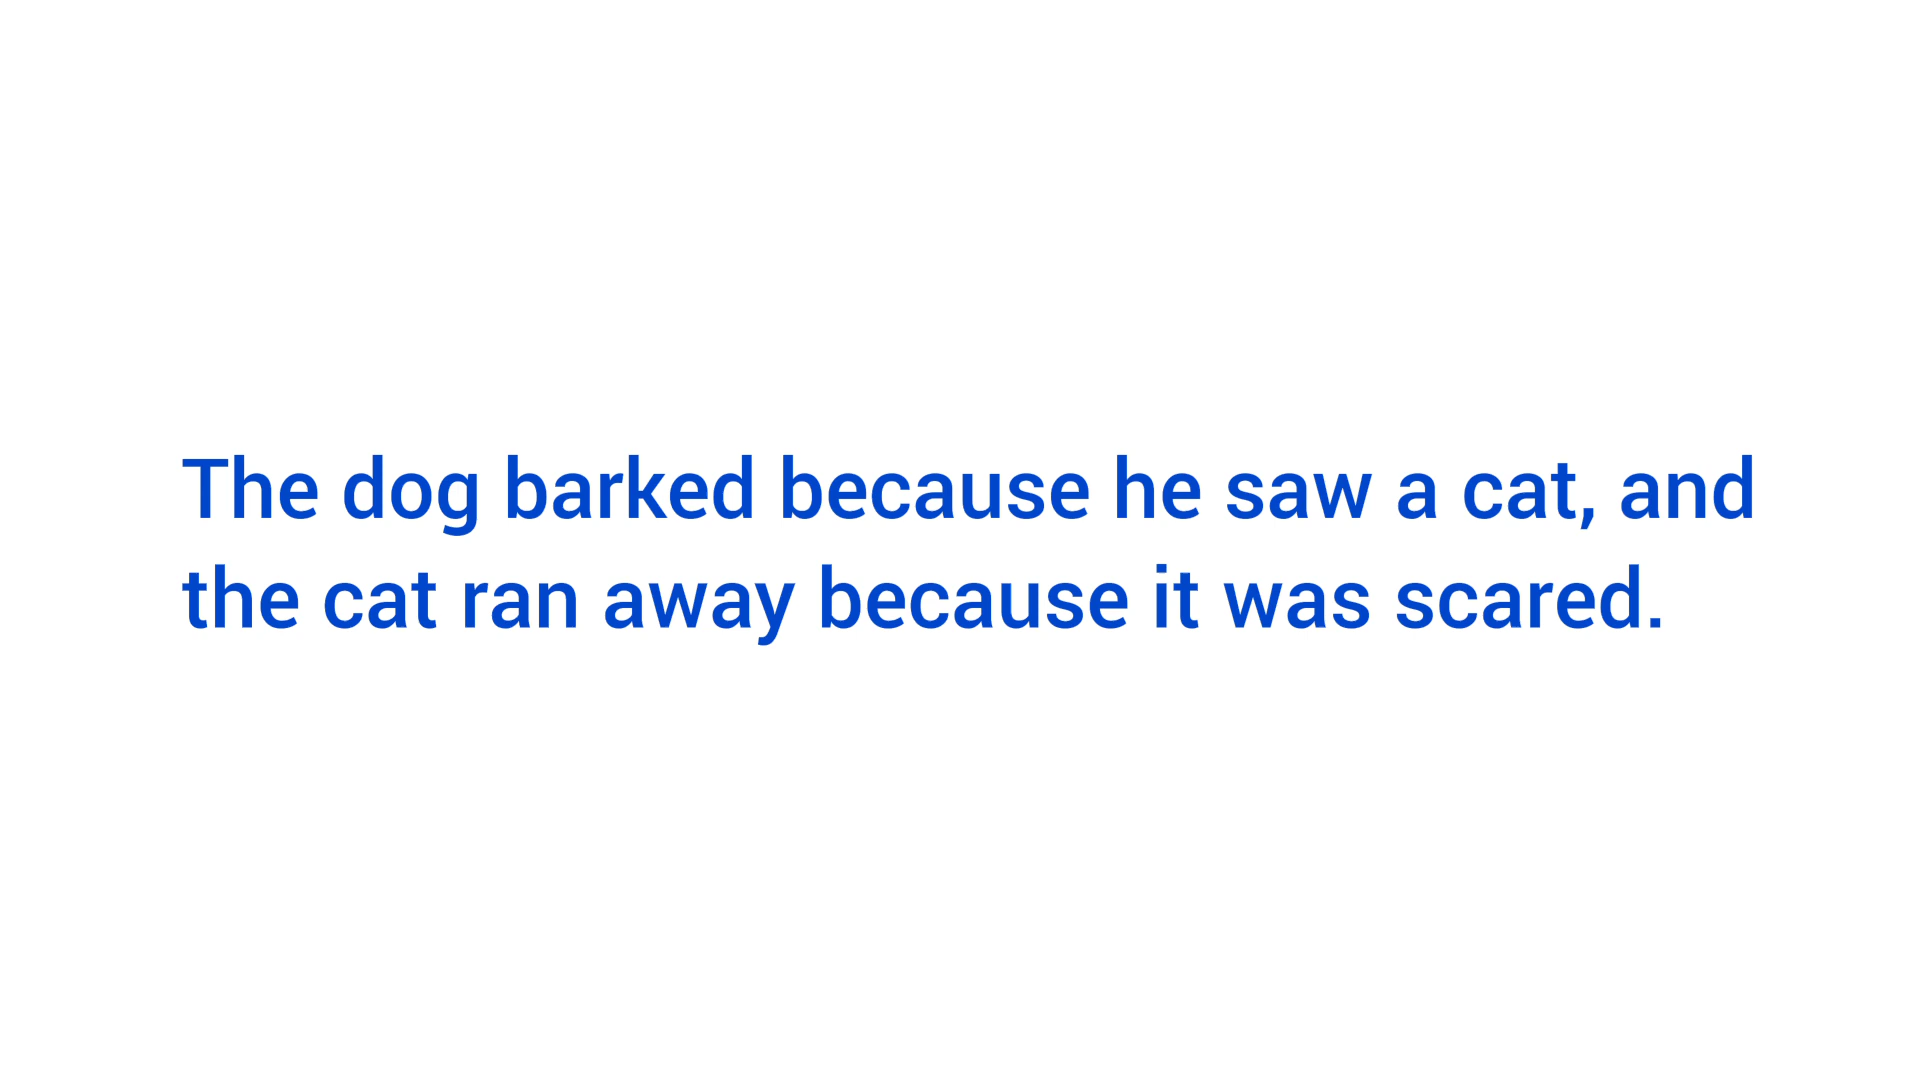 The dog barked because he saw a cat, and
the cat ran away because it was scared.